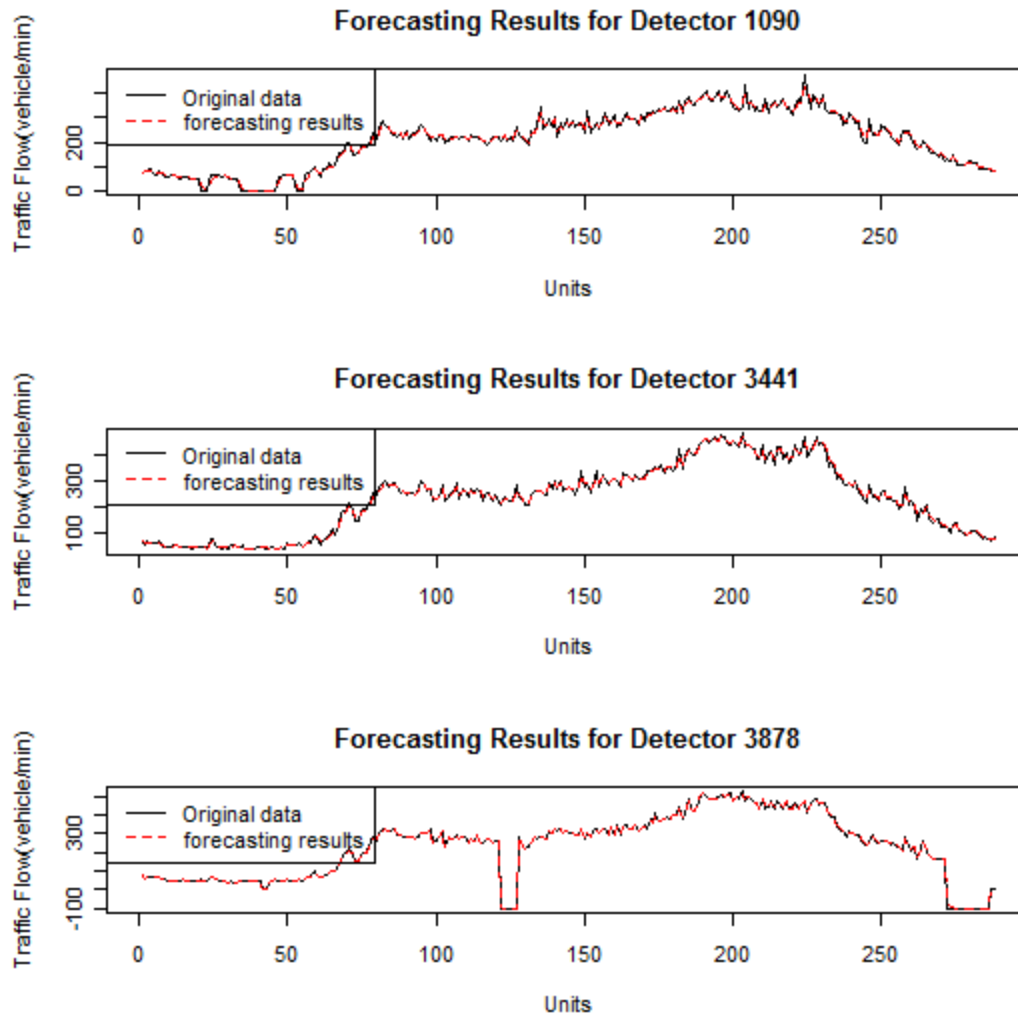 Forecasting Results for Detector 1090
Traffic Flow(vehicle/min)
200
0
Original data
forecasting results
0 50 100 150 200 250
Units
Forecasting Results for Detector 3441
Traffic Flow(vehicle/min)
300
100
Original data
forecasting results
0 50 100 150 200 250
Units
Forecasting Results for Detector 3878
Traffic Flow(vehicle/min)
300
-100
Original data
forecasting results
0 50 100 150 200 250
Units